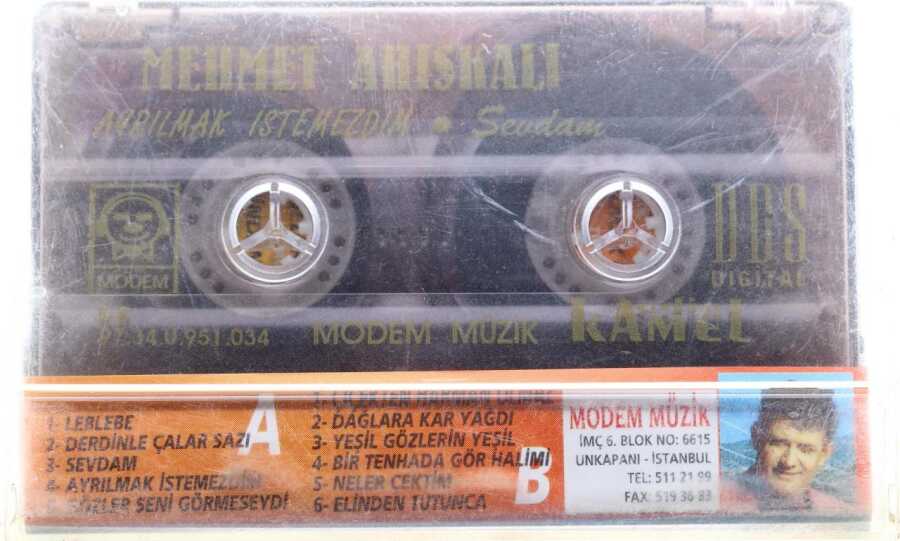 MEHMET AHISKALI
AYRILMAK İSTEMEZDİM • Sevdam
MODEM
DDS
DIGITAL
34.Ü.951.034 MODEM MÜZİK KAMEL
A
1- LEBLEBE
2- DERDİNLE ÇALAR SAZI
3- SEVDAM
4- AYRILMAK İSTEMEZDİM
GÖZLER SENİ GÖRMESEYDİ
B
2- DAĞLARA KAR YAĞDI
3- YEŞİL GÖZLERİN YEŞİL
4- BİR TENHADA GÖR HALİMİ
5- NELER ÇEKTİM
6- ELİNDEN TUTUNCA
MODEM MÜZİK
İMÇ 6. BLOK NO: 6615
UNKAPANI - İSTANBUL
TEL: 511 21 99
FAX: 519 36 83